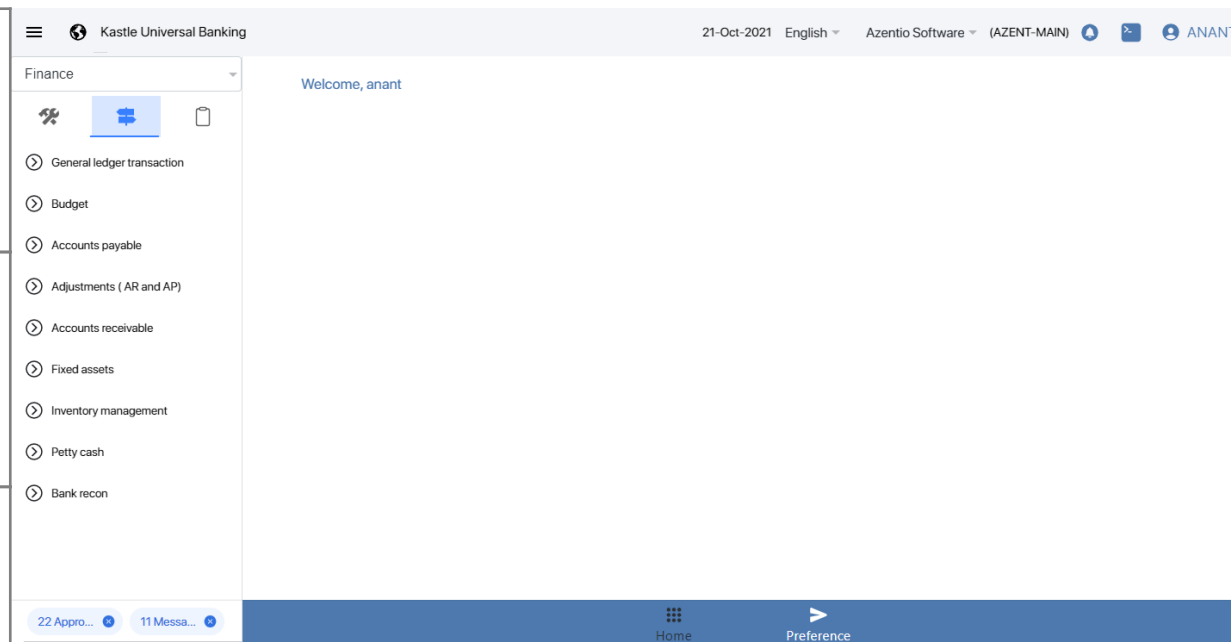 Kastle Universal Banking
21-Oct-2021 English Azentio Software (AZENT-MAIN) ANANT
Finance
Welcome, anant
General ledger transaction
Budget
Accounts payable
Adjustments ( AR and AP)
Accounts receivable
Fixed assets
Inventory management
Petty cash
Bank recon
22 Appro... 11 Messa...
Home Preference